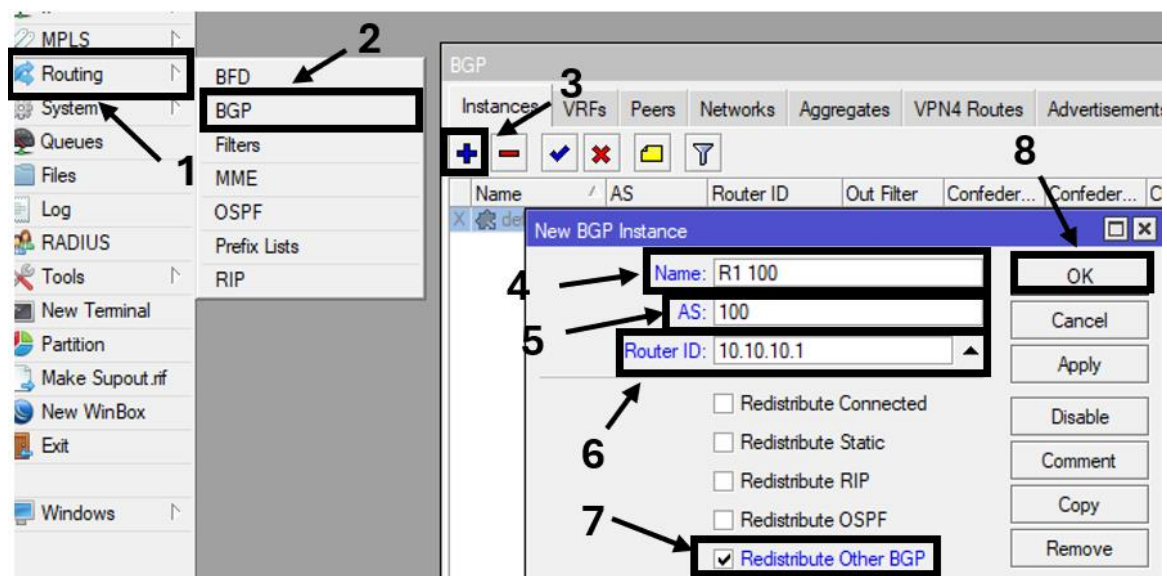 MPLS
Routing
System
Queues
Files
Log
RADIUS
Tools
New Terminal
Partition
Make Supout.rif
New WinBox
Exit
Windows
1
2
BFD
BGP
Filters
MME
OSPF
Prefix Lists
RIP
BGP
3
Instances VRFs Peers Networks Aggregates VPN4 Routes Advertisements
8
Name AS Router ID Out Filter Confeder... Confeder...
X
New BGP Instance
4
Name: R1 100
5
AS: 100
Router ID: 10.10.10.1
6
Redistribute Connected
Redistribute Static
Redistribute RIP
Redistribute OSPF
7
Redistribute Other BGP
OK
Cancel
Apply
Disable
Comment
Copy
Remove